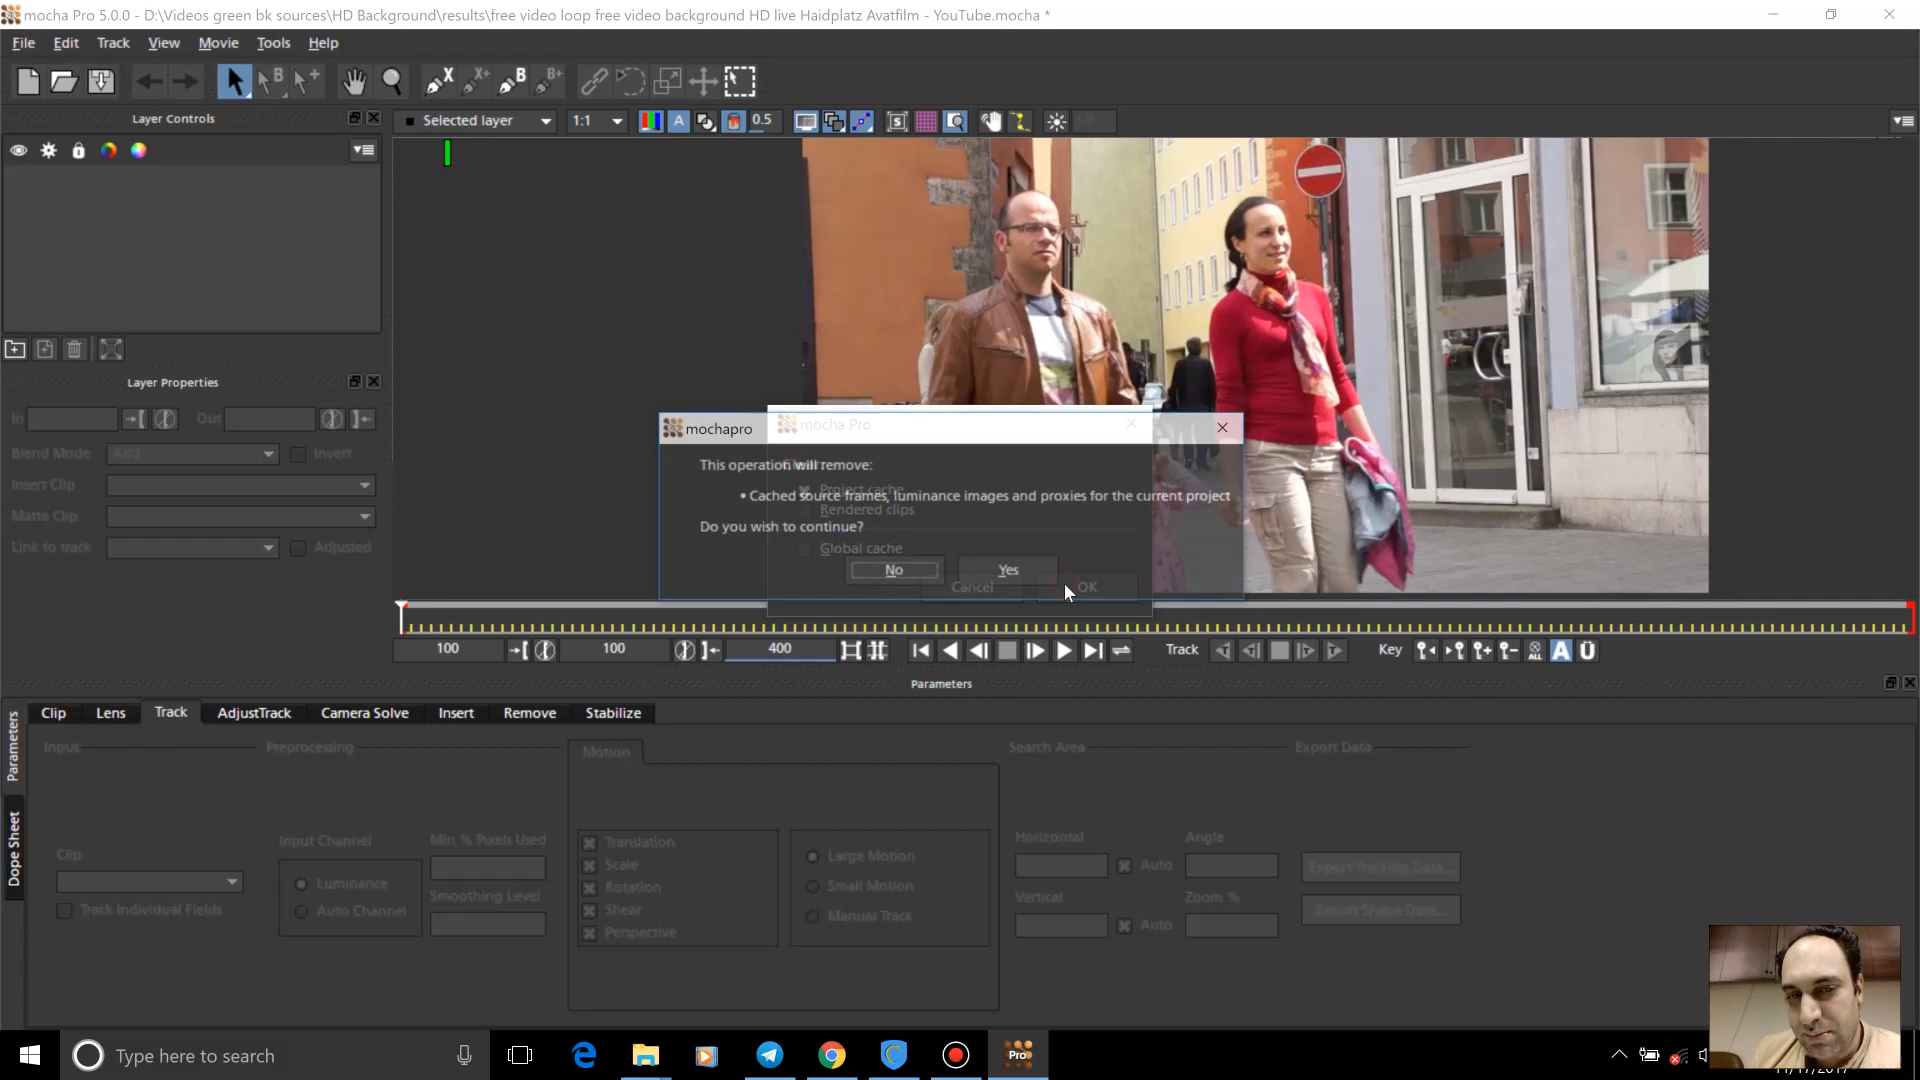 mocha Pro 5.0.0 - D:\Videos green bk sources\HD Background\results\free video loop free video background HD live Haidplatz Avatfilm - YouTube.mocha *
File Edit Track View Movie Tools Help
X X+ B B+
Layer Controls
Selected layer 1:1 A 0.5 S 1.0
Layer Properties
In Out
Blend Mode Add Invert
Insert Clip
Matte Clip
Link to track Adjusted
mochapro
mocha Pro
This operation will remove:
Project cache
• Cached source frames, luminance images and proxies for the current project
Rendered clips
Do you wish to continue?
Global cache
No Yes
Cancel OK
100 100 400 Track Key ALL A Ü
Parameters
Clip Lens Track AdjustTrack Camera Solve Insert Remove Stabilize
Parameters
Dope Sheet
Input Preprocessing Motion Search Area Export Data
Input Channel Min % Pixels Used
Clip
Luminance
Auto Channel
Smoothing Level
Track Individual Fields
Translation
Scale
Rotation
Shear
Perspective
Large Motion
Small Motion
Manual Track
Horizontal Angle
Auto
Vertical Zoom %
Auto
Export Tracking Data...
Export Shape Data...
Type here to search
Pro